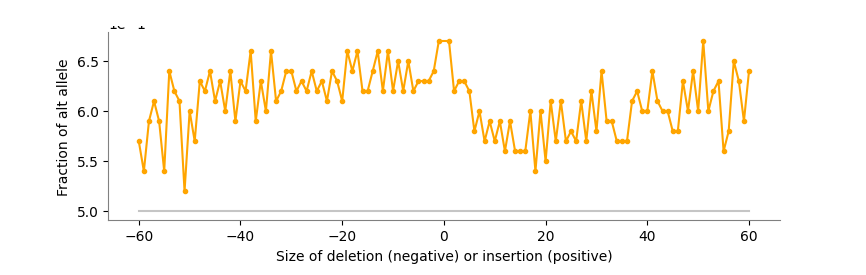 Fraction of alt allele
6.5
6.0
5.5
5.0
−60 −40 −20 0 20 40 60
Size of deletion (negative) or insertion (positive)